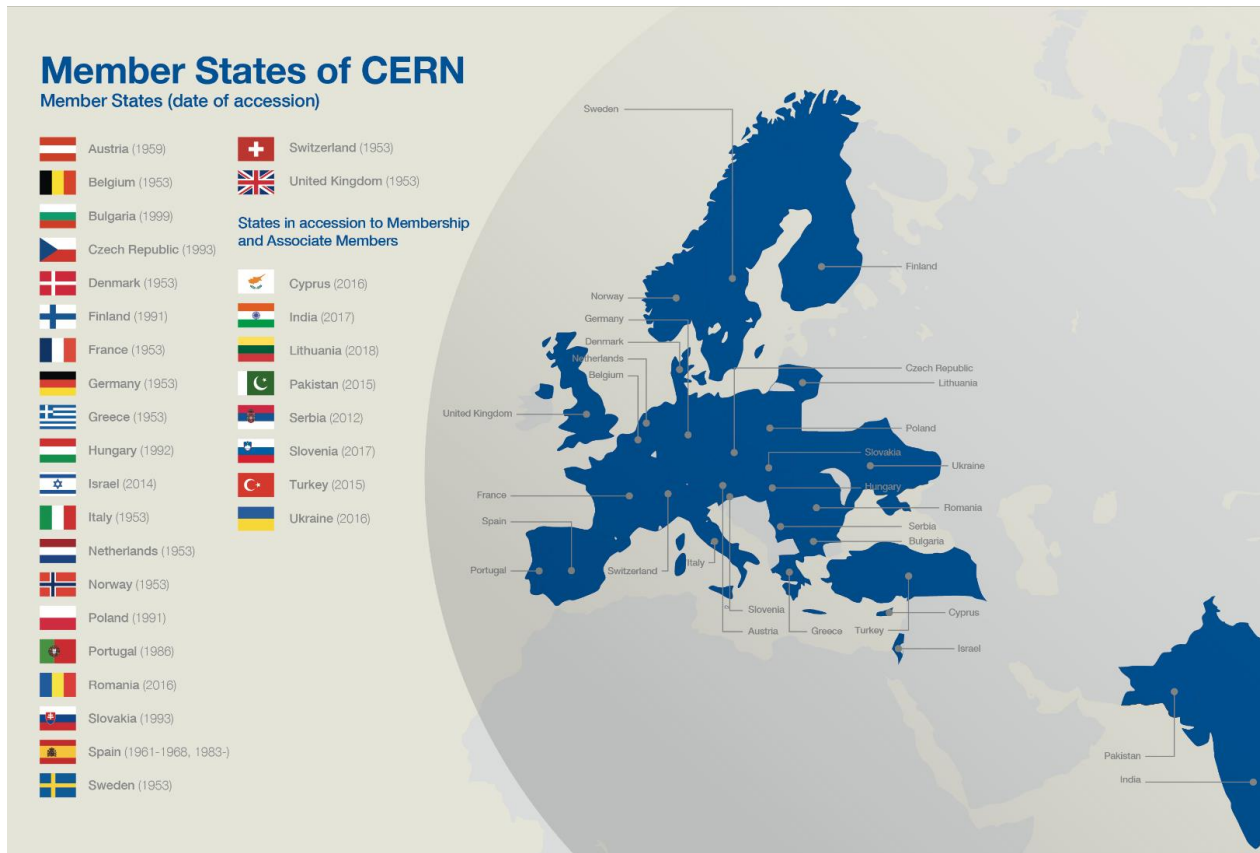 Member States of CERN
Member States (date of accession)
Austria (1959)
Belgium (1953)
Bulgaria (1999)
Czech Republic (1993)
Denmark (1953)
Finland (1991)
France (1953)
Germany (1953)
Greece (1953)
Hungary (1992)
Israel (2014)
Italy (1953)
Netherlands (1953)
Norway (1953)
Poland (1991)
Portugal (1986)
Romania (2016)
Slovakia (1993)
Spain (1961-1968, 1983-)
Sweden (1953)
Switzerland (1953)
United Kingdom (1953)
States in accession to Membership
and Associate Members
Cyprus (2016)
India (2017)
Lithuania (2018)
Pakistan (2015)
Serbia (2012)
Slovenia (2017)
Turkey (2015)
Ukraine (2016)
Sweden
Finland
Norway
Germany
Denmark
Netherlands
Belgium
Czech Republic
Lithuania
United Kingdom
Poland
Slovakia
Ukraine
Hungary
France
Romania
Spain
Serbia
Bulgaria
Italy
Portugal
Switzerland
Slovenia
Cyprus
Austria
Greece
Turkey
Israel
Pakistan
India